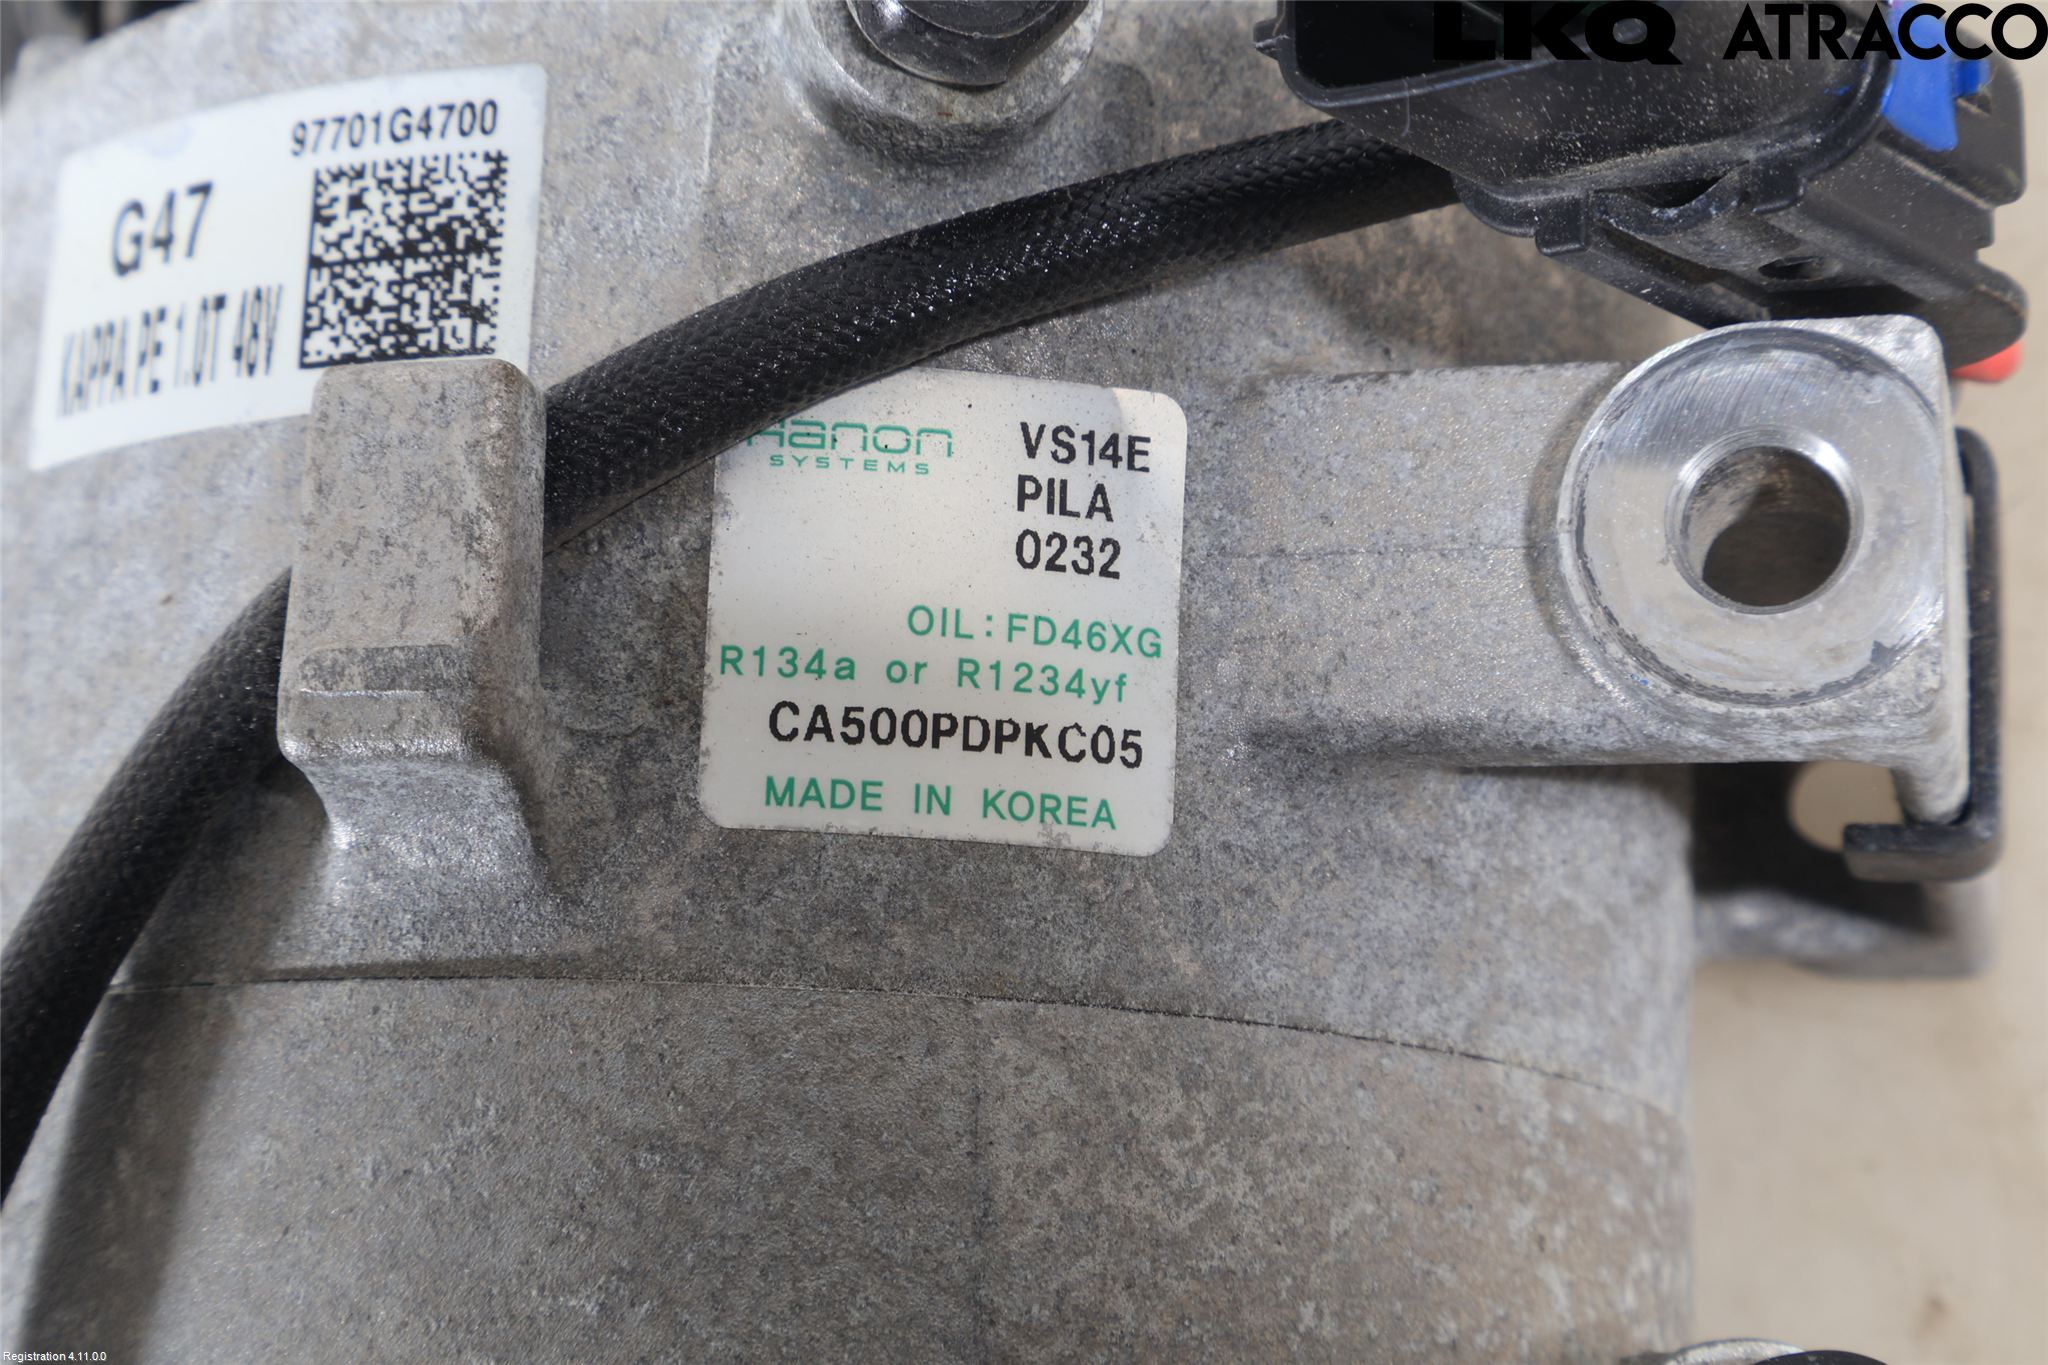 LKQ ATRACCO
97701G4700
G47
KAPPA PE 1.0T 48V
Hanon
SYSTEMS
VS14E
PILA
0232
OIL:FD46XG
R134a or R1234yf
CA500PDPKC05
MADE IN KOREA
Registration 4.11.0.0